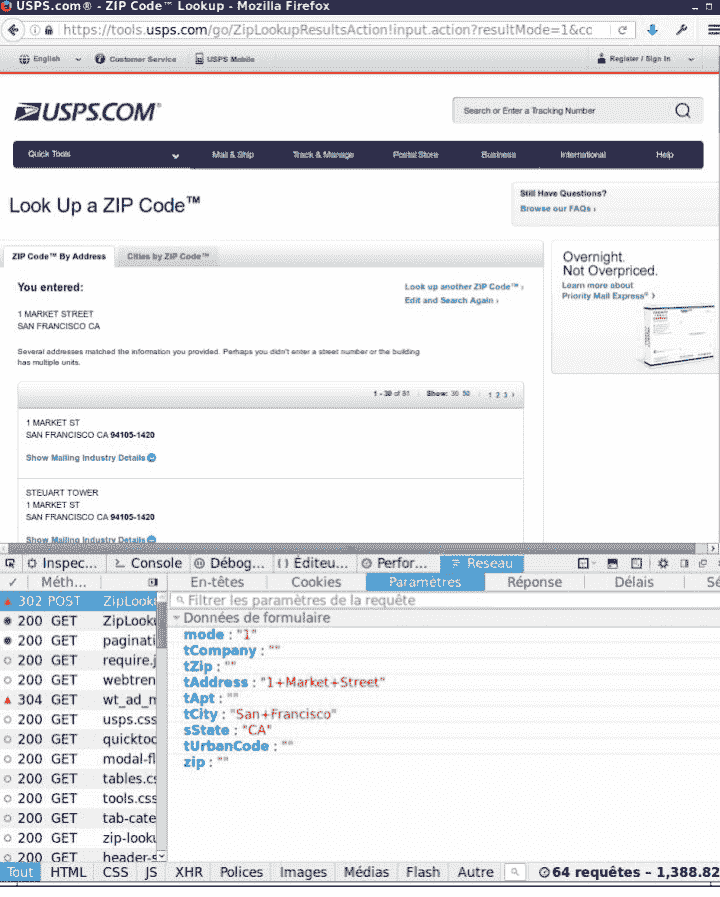 USPS.com® - ZIP Code™ Lookup - Mozilla Firefox
https://tools.usps.com/go/ZipLookupResultsAction!input.action?resultMode=1&cc
English
Customer Service
USPS Mobile
Register / Sign In
USPS.COM®
Search or Enter a Tracking Number
Quick Tools
Mail & Ship
Track & Manage
Postal Store
Business
International
Help
Look Up a ZIP Code™
Still Have Questions?
Browse our FAQs ›
ZIP Code™ By Address
Cities by ZIP Code™
You entered:
Look up another ZIP Code™ ›
Edit and Search Again ›
1 MARKET STREET
SAN FRANCISCO CA
Several addresses matched the information you provided. Perhaps you didn't enter a street number or the building
has multiple units.
Overnight.
Not Overpriced.
Learn more about
Priority Mail Express® ›
1 - 30 of 81 Show: 30 50 1 2 3 ›
1 MARKET ST
SAN FRANCISCO CA 94105-1420
Show Mailing Industry Details
STEUART TOWER
1 MARKET ST
SAN FRANCISCO CA 94105-1420
Show Mailing Industry Details
Inspec... Console Débog... Éditeu... Perfor... Réseau
✓ Méth... En-têtes Cookies Paramètres Réponse Délais Sé
302 POST ZipLook
Filtrer les paramètres de la requête
200 GET ZipLook
Données de formulaire
200 GET paginati
200 GET require.j
200 GET webtren
304 GET wt_ad_m
200 GET usps.css
200 GET quicktoo
200 GET modal-fl
200 GET tables.cs
200 GET tools.css
200 GET tab-cate
200 GET zip-looku
200 GET header-s
mode : "1"
tCompany : ""
tZip : ""
tAddress : "1+Market+Street"
tApt : ""
tCity : "San+Francisco"
sState : "CA"
tUrbanCode : ""
zip : ""
Tout HTML CSS JS XHR Polices Images Médias Flash Autre 64 requêtes – 1,388.82